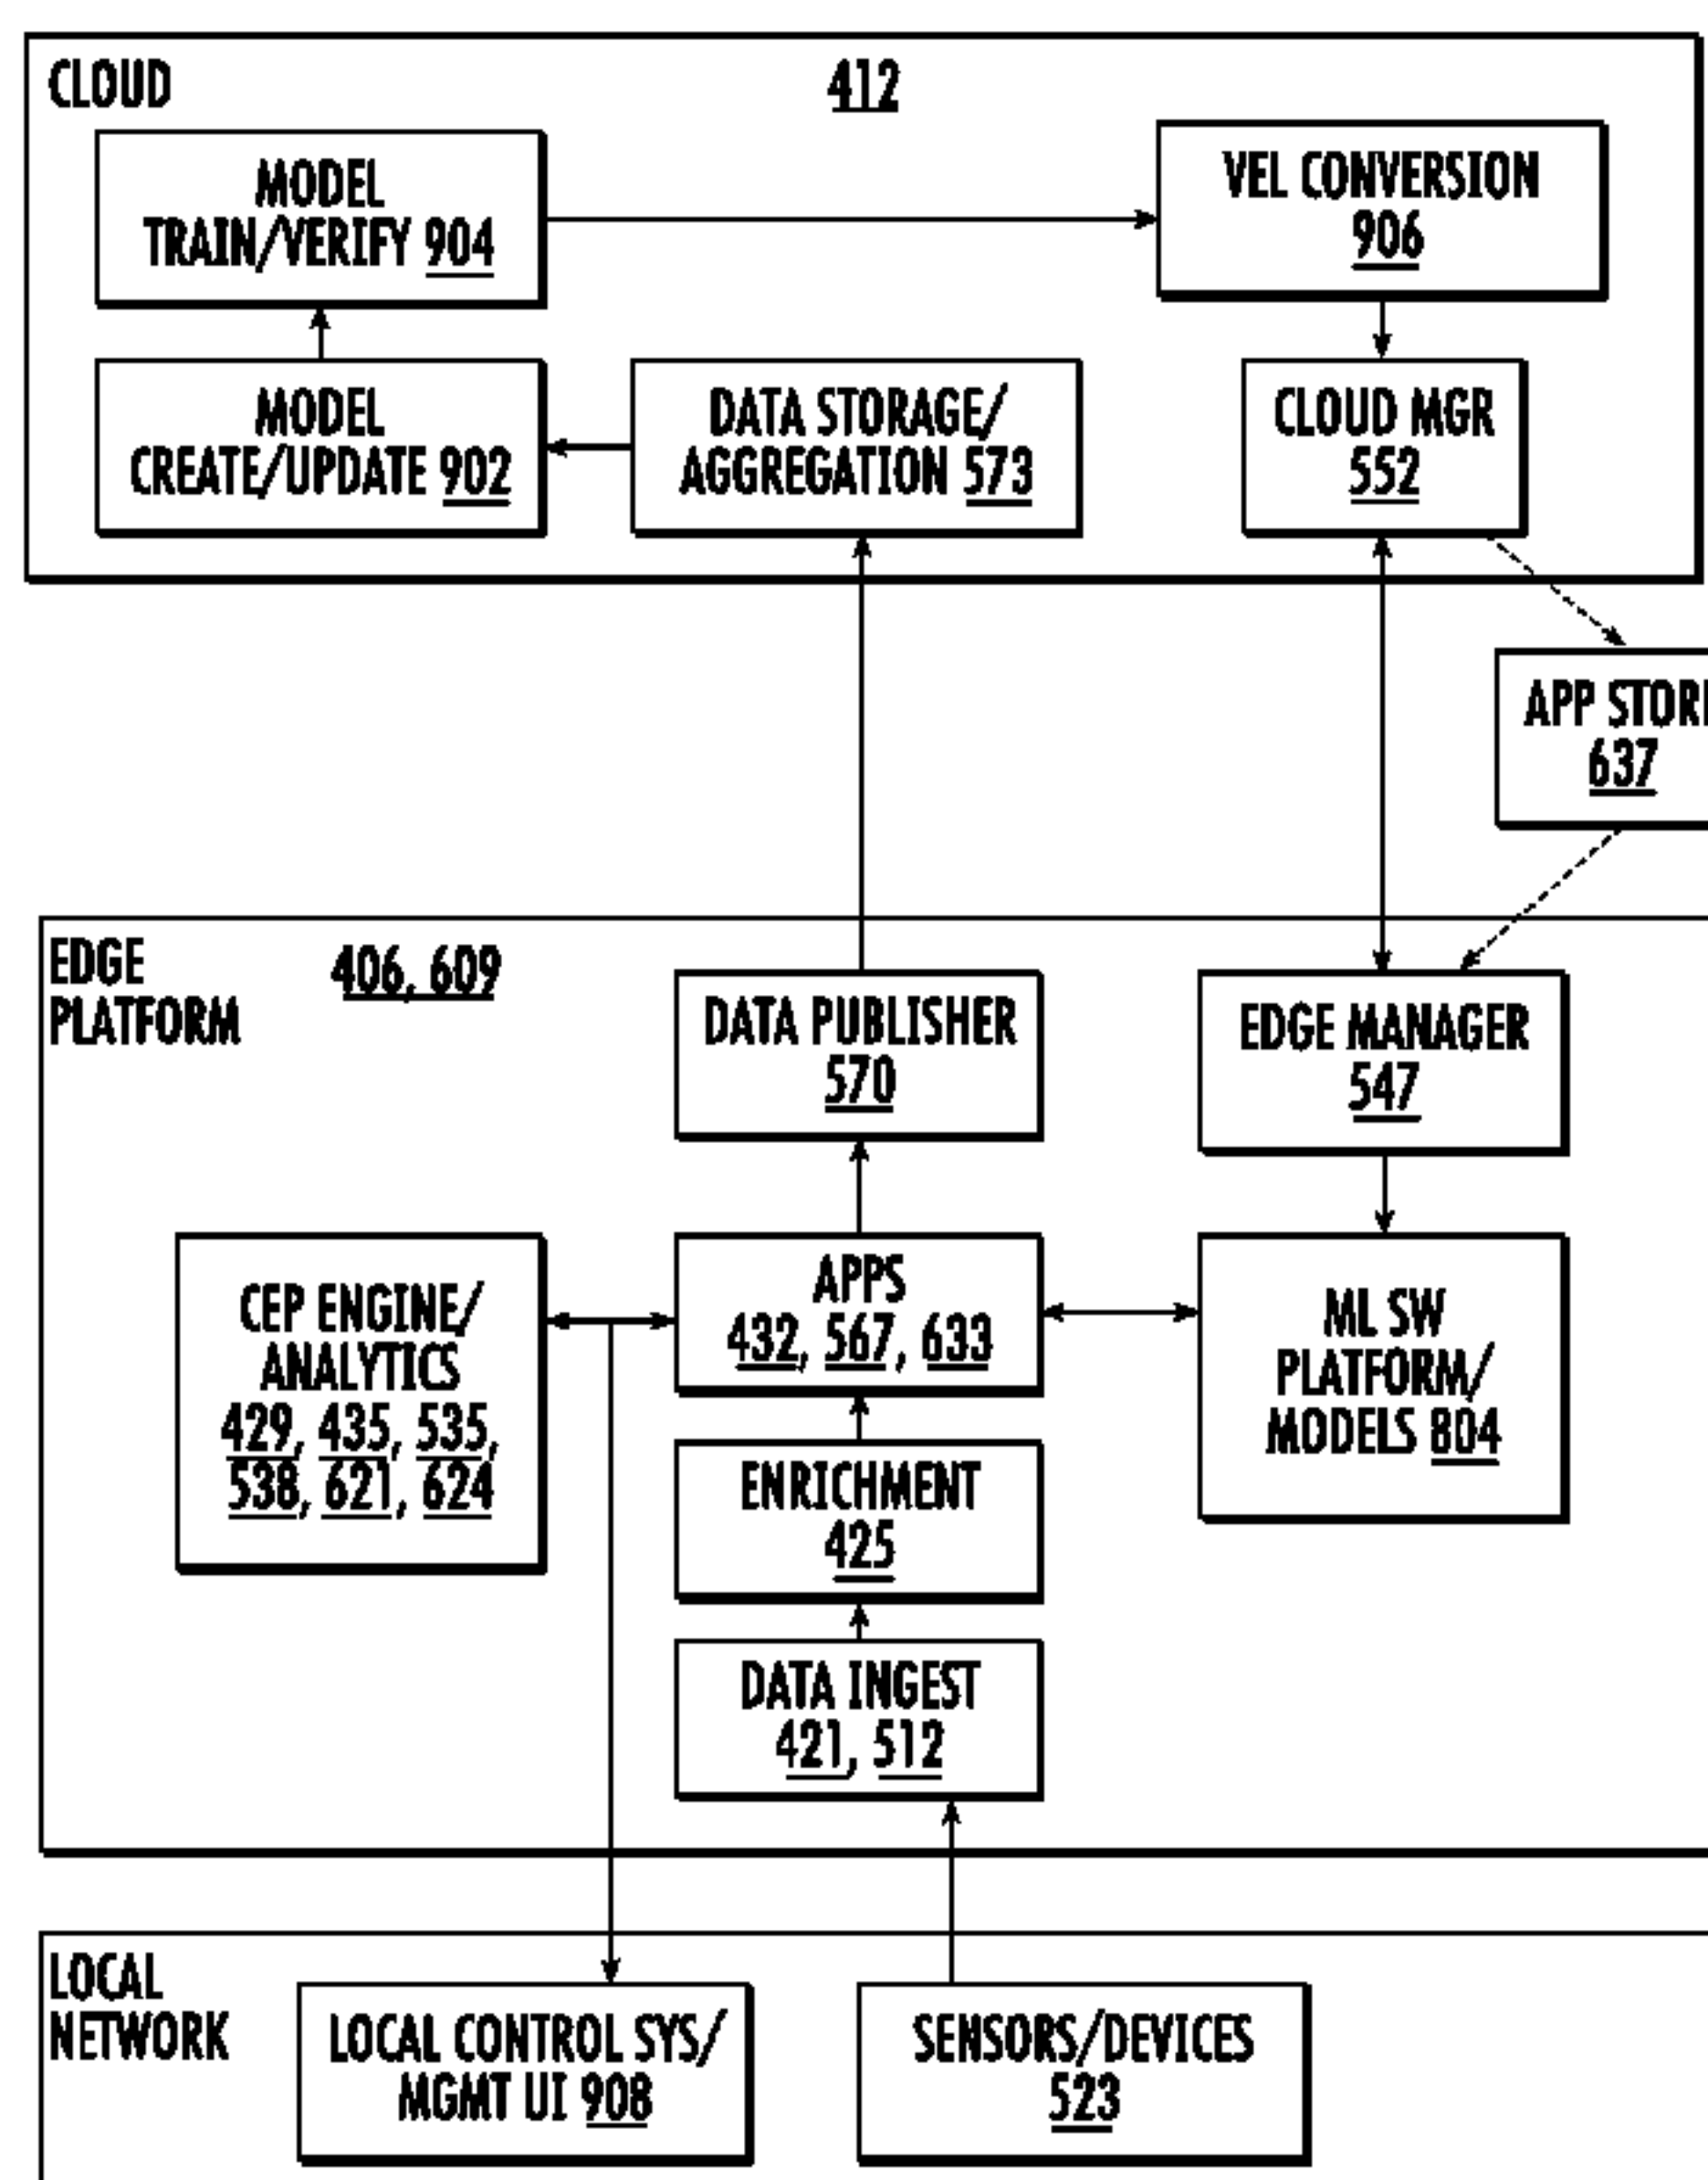 CLOUD
412
MODEL
TRAIN/VERIFY 904
VEL CONVERSION
906
MODEL
CREATE/UPDATE 902
DATA STORAGE/
AGGREGATION 573
CLOUD MGR
552
APP STOR
637
EDGE
PLATFORM
406, 609
DATA PUBLISHER
570
EDGE MANAGER
547
CEP ENGINE/
ANALYTICS
429, 435, 535,
538, 621, 624
APPS
432, 567, 633
ML SW
PLATFORM/
MODELS 804
ENRICHMENT
425
DATA INGEST
421, 512
LOCAL
NETWORK
LOCAL CONTROL SYS/
MGMT UI 908
SENSORS/DEVICES
523